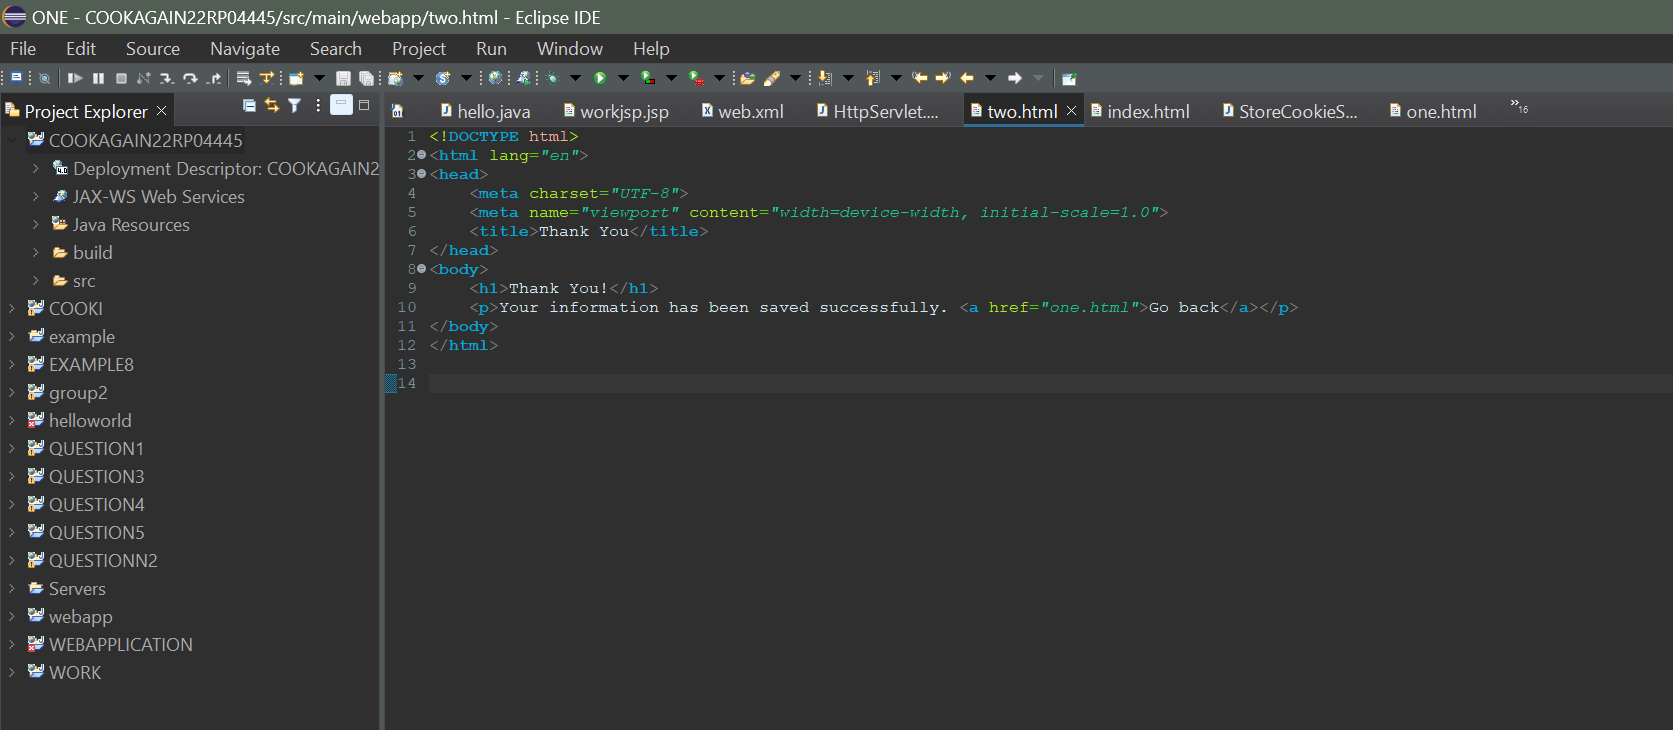 ONE - COOKAGAIN22RP04445/src/main/webapp/two.html - Eclipse IDE
File Edit Source Navigate Search Project Run Window Help
Project Explorer
hello.java workjsp.jsp web.xml HttpServlet.... two.html index.html StoreCookieS... one.html »16
COOKAGAIN22RP04445
Deployment Descriptor: COOKAGAIN2
JAX-WS Web Services
Java Resources
build
src
COOKI
example
EXAMPLE8
group2
helloworld
QUESTION1
QUESTION3
QUESTION4
QUESTION5
QUESTIONN2
Servers
webapp
WEBAPPLICATION
WORK
1 <!DOCTYPE html>
2 <html lang="en">
3 <head>
4     <meta charset="UTF-8">
5     <meta name="viewport" content="width=device-width, initial-scale=1.0">
6     <title>Thank You</title>
7 </head>
8 <body>
9     <h1>Thank You!</h1>
10     <p>Your information has been saved successfully. <a href="one.html">Go back</a></p>
11 </body>
12 </html>
13
14